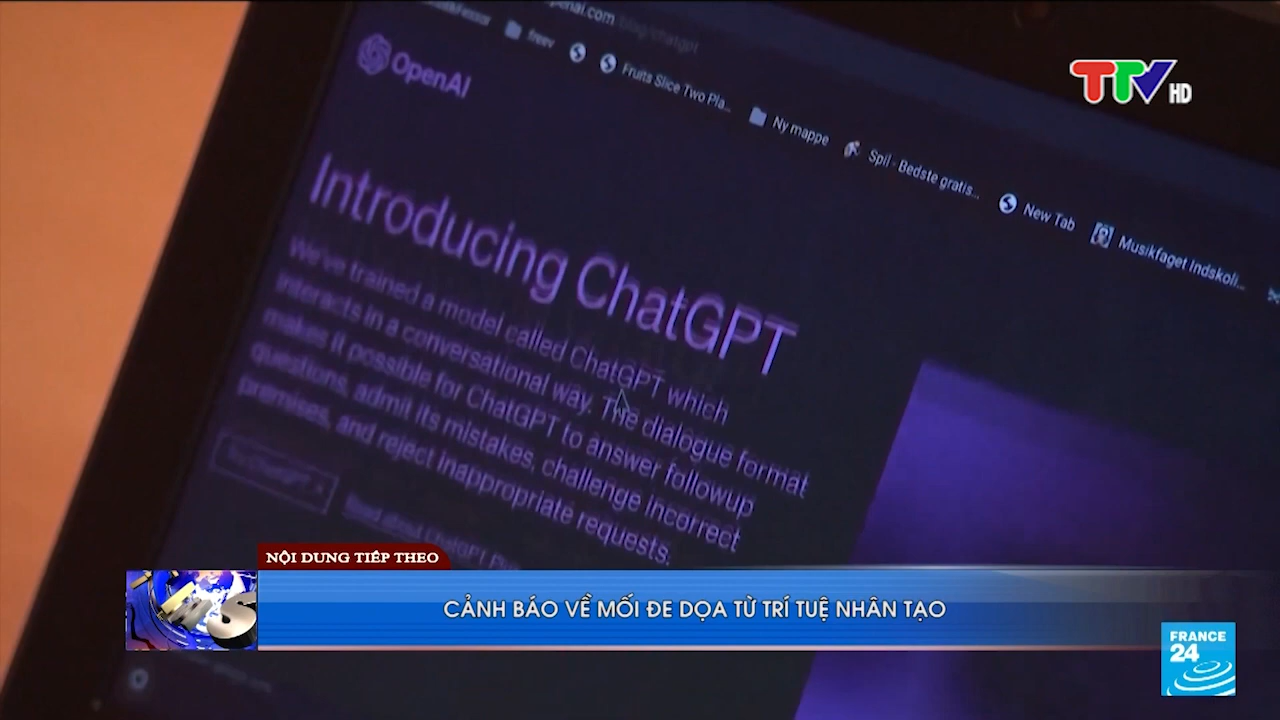 TTV HD
OpenAI
freev
Fruits Slice Two Pla...
Ny mappe
Spil - Bedste gratis...
New Tab
Musikfaget Indskoli...
Introducing ChatGPT
We've trained a model called ChatGPT which
interacts in a conversational way. The dialogue format
makes it possible for ChatGPT to answer followup
questions, admit its mistakes, challenge incorrect
premises, and reject inappropriate requests.
NỘI DUNG TIẾP THEO
CẢNH BÁO VỀ MỐI ĐE DỌA TỪ TRÍ TUỆ NHÂN TẠO
FRANCE
24